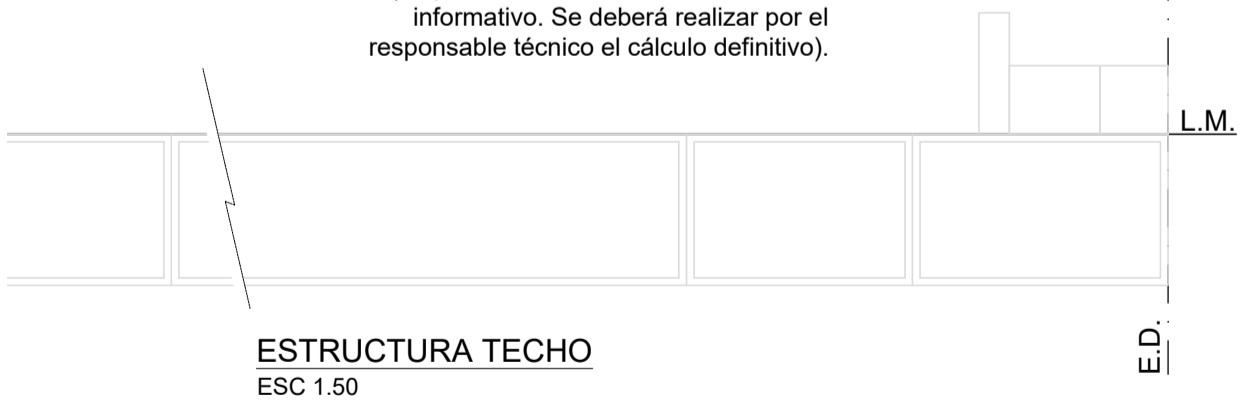 informativo. Se deberá realizar por el
responsable técnico el cálculo definitivo).
L.M.
E.D.
ESTRUCTURA TECHO
ESC 1.50